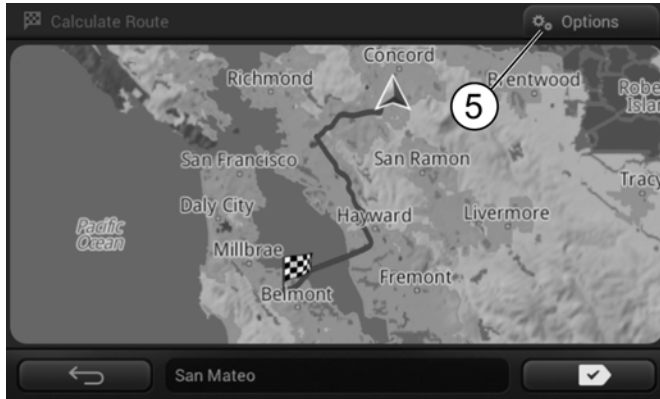 Calculate Route
Options
5
Concord
Richmond
Brentwood
San Francisco
San Ramon
Daly City
Hayward
Livermore
Pacific
Ocean
Millbrae
Fremont
Belmont
San Mateo